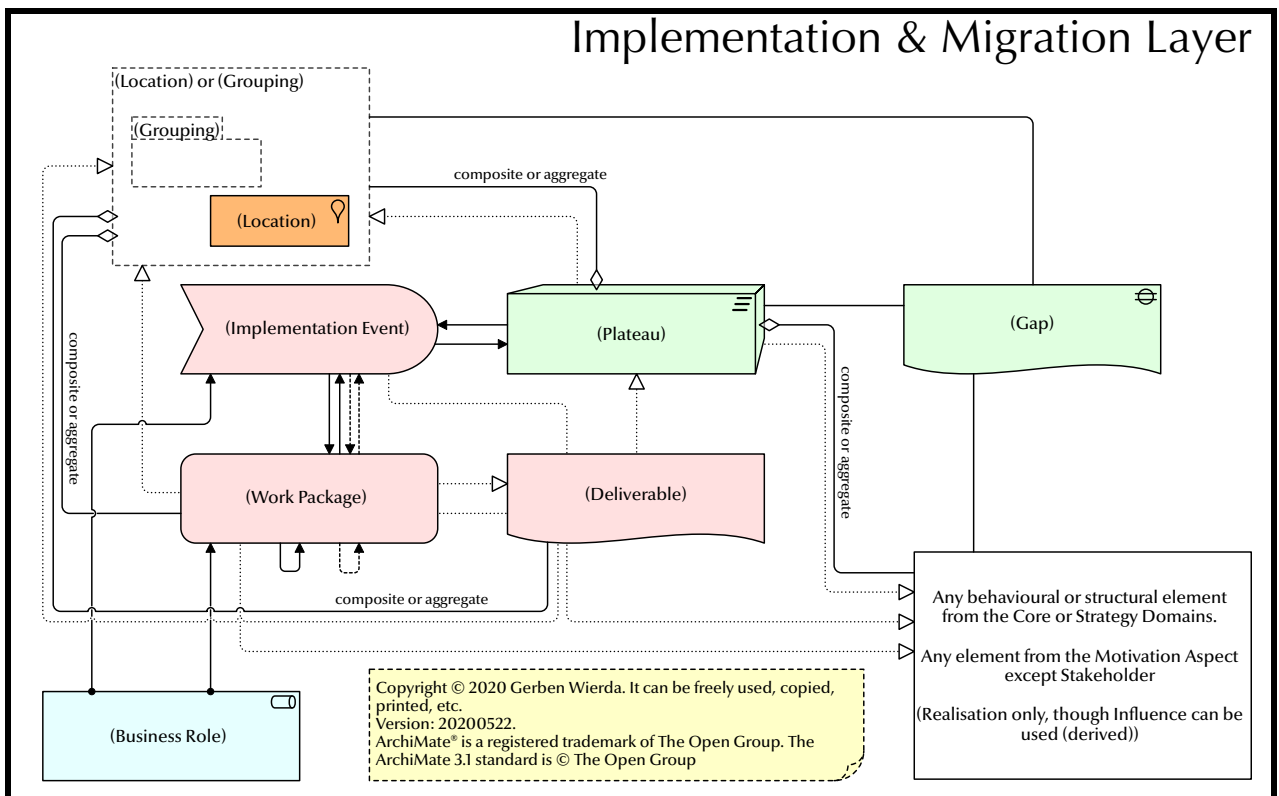 Implementation & Migration Layer
(Location) or (Grouping)
(Grouping)
(Location)
composite or aggregate
(Implementation Event)
(Plateau)
(Gap)
composite or aggregate
composite or aggregate
(Work Package)
(Deliverable)
composite or aggregate
Any behavioural or structural element
from the Core or Strategy Domains.
Any element from the Motivation Aspect
except Stakeholder
(Realisation only, though Influence can be
used (derived))
(Business Role)
Copyright © 2020 Gerben Wierda. It can be freely used, copied,
printed, etc.
Version: 20200522.
ArchiMate® is a registered trademark of The Open Group. The
ArchiMate 3.1 standard is © The Open Group